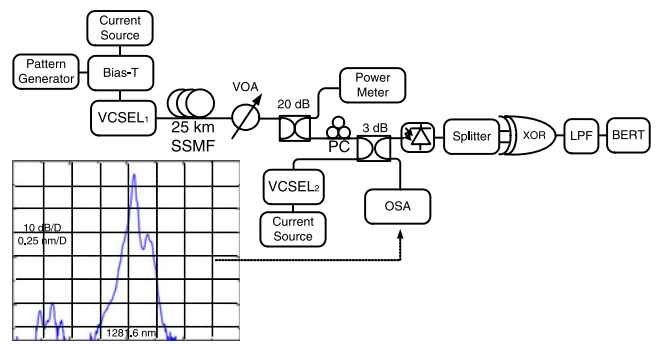 Current
Source
Pattern
Generator
Bias-T
VCSEL1
25 km
SSMF
VOA
20 dB
Power
Meter
PC
3 dB
Splitter
XOR
LPF
BERT
VCSEL2
Current
Source
OSA
10 dB/D
0.25 nm/D
1281.6 nm